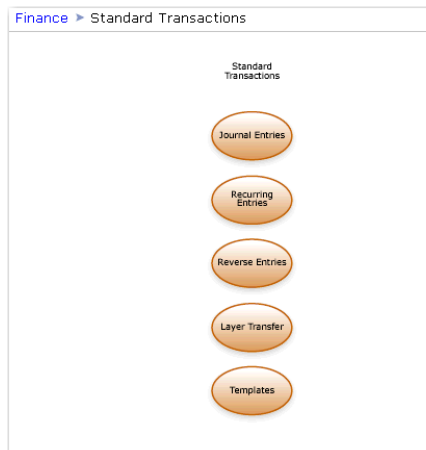 Finance ➤ Standard Transactions
Standard
Transactions
Journal Entries
Recurring
Entries
Reverse Entries
Layer Transfer
Templates